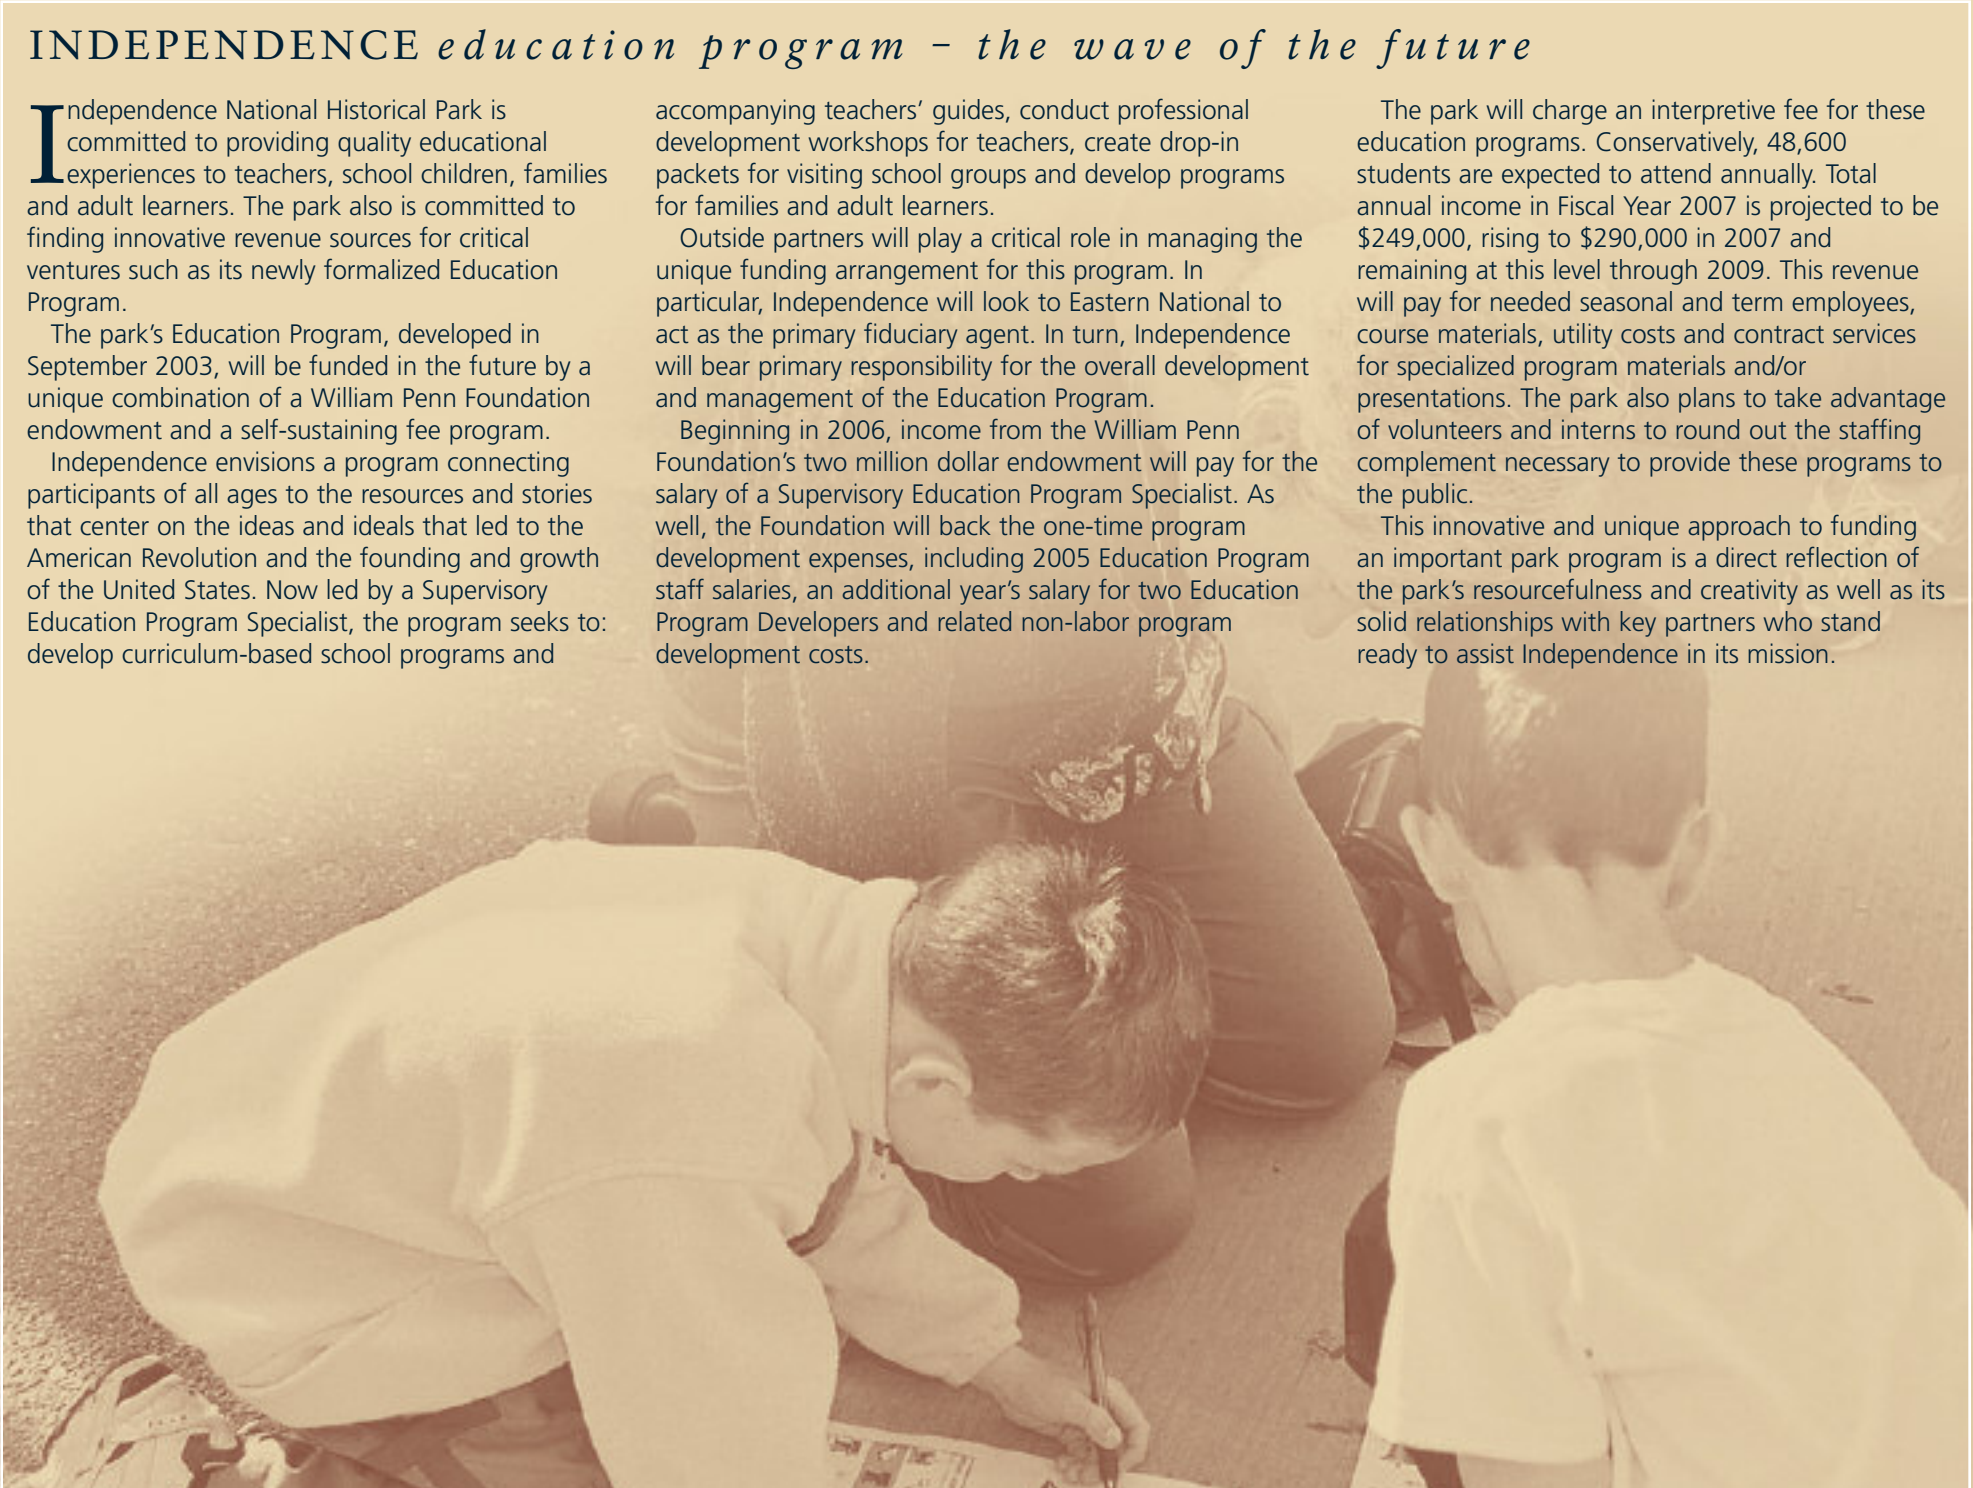 INDEPENDENCE education program – the wave of the future
Independence National Historical Park is
committed to providing quality educational
experiences to teachers, school children, families
and adult learners. The park also is committed to
finding innovative revenue sources for critical
ventures such as its newly formalized Education
Program.
The park's Education Program, developed in
September 2003, will be funded in the future by a
unique combination of a William Penn Foundation
endowment and a self-sustaining fee program.
Independence envisions a program connecting
participants of all ages to the resources and stories
that center on the ideas and ideals that led to the
American Revolution and the founding and growth
of the United States. Now led by a Supervisory
Education Program Specialist, the program seeks to:
develop curriculum-based school programs and
accompanying teachers' guides, conduct professional
development workshops for teachers, create drop-in
packets for visiting school groups and develop programs
for families and adult learners.
Outside partners will play a critical role in managing the
unique funding arrangement for this program. In
particular, Independence will look to Eastern National to
act as the primary fiduciary agent. In turn, Independence
will bear primary responsibility for the overall development
and management of the Education Program.
Beginning in 2006, income from the William Penn
Foundation's two million dollar endowment will pay for the
salary of a Supervisory Education Program Specialist. As
well, the Foundation will back the one-time program
development expenses, including 2005 Education Program
staff salaries, an additional year's salary for two Education
Program Developers and related non-labor program
development costs.
The park will charge an interpretive fee for these
education programs. Conservatively, 48,600
students are expected to attend annually. Total
annual income in Fiscal Year 2007 is projected to be
$249,000, rising to $290,000 in 2007 and
remaining at this level through 2009. This revenue
will pay for needed seasonal and term employees,
course materials, utility costs and contract services
for specialized program materials and/or
presentations. The park also plans to take advantage
of volunteers and interns to round out the staffing
complement necessary to provide these programs to
the public.
This innovative and unique approach to funding
an important park program is a direct reflection of
the park's resourcefulness and creativity as well as its
solid relationships with key partners who stand
ready to assist Independence in its mission.